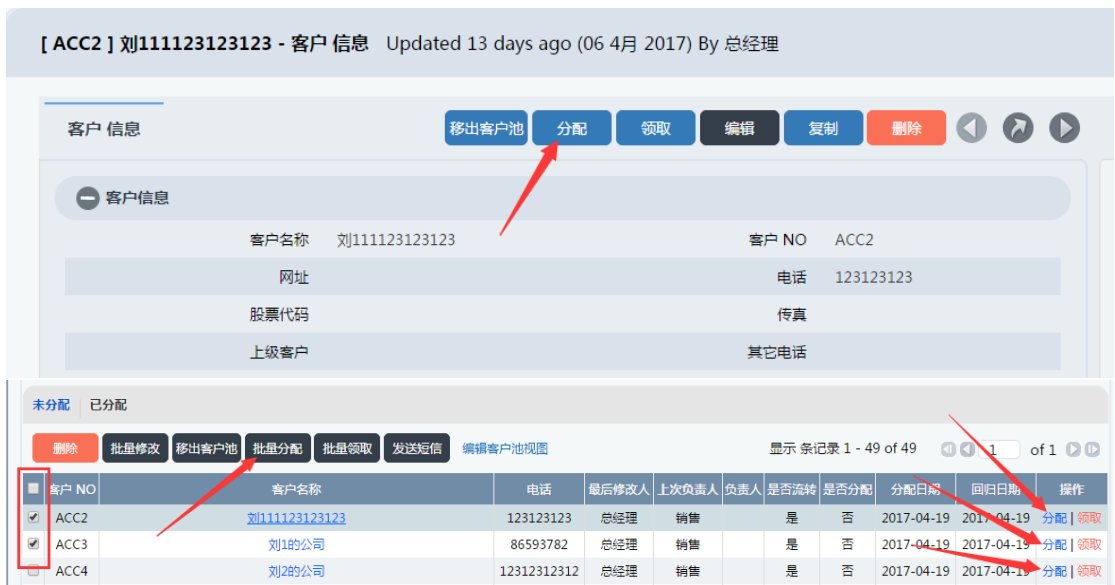 [ ACC2 ] 刘111123123123 - 客户 信息 Updated 13 days ago (06 4月 2017) By 总经理
客户 信息 移出客户池 分配 领取 编辑 复制 删除
客户信息
客户名称 刘111123123123 客户 NO ACC2
网址 电话 123123123
股票代码 传真
上级客户 其它电话
未分配 已分配
删除 批量修改 移出客户池 批量分配 批量领取 发送短信 编辑客户池视图 显示 条记录 1 - 49 of 49 1 of 1
客户 NO 客户名称 电话 最后修改人 上次负责人 负责人 是否流转 是否分配 分配日期 回归日期 操作
ACC2 刘111123123123 123123123 总经理 销售 是 否 2017-04-19 2017-04-19 分配 | 领取
ACC3 刘1的公司 86593782 总经理 销售 是 否 2017-04-19 2017-04-19 分配 | 领取
ACC4 刘2的公司 12312312312 总经理 销售 是 否 2017-04-19 2017-04-19 分配 | 领取